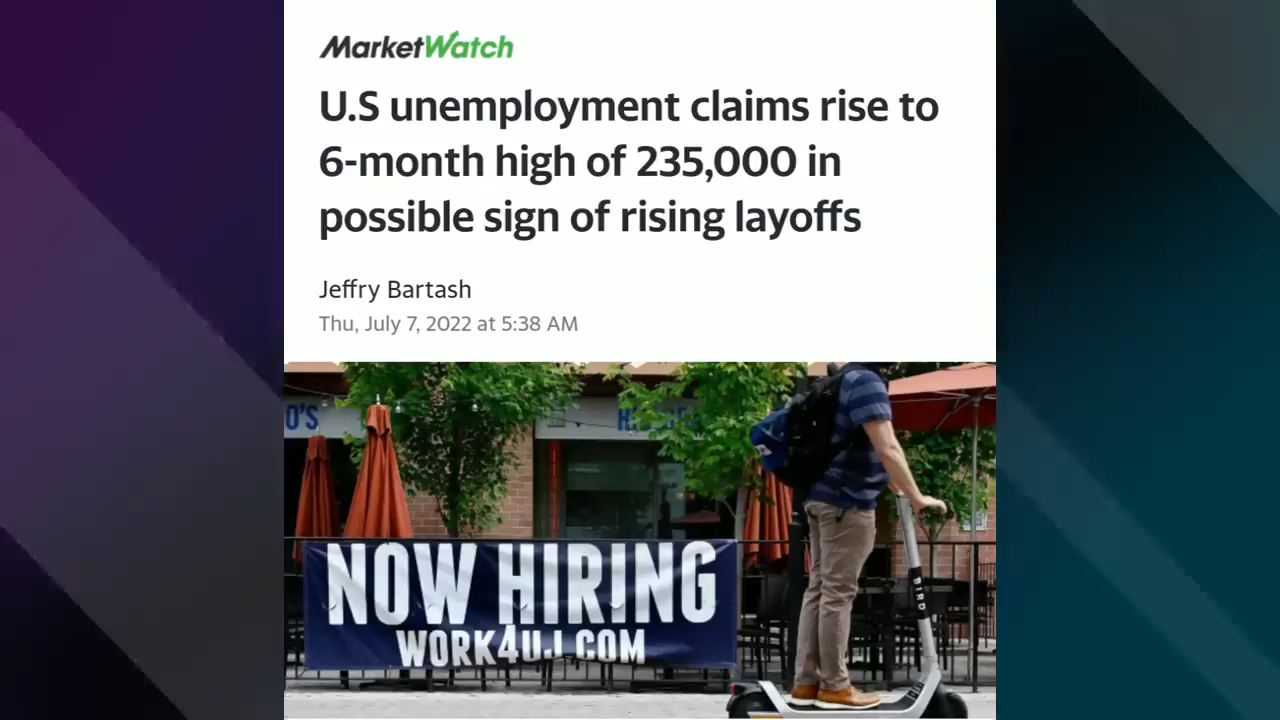 MarketWatch
U.S unemployment claims rise to
6-month high of 235,000 in
possible sign of rising layoffs
Jeffry Bartash
Thu, July 7, 2022 at 5:38 AM
O'S
NOW HIRING
WORK4UJ.COM
BIRD